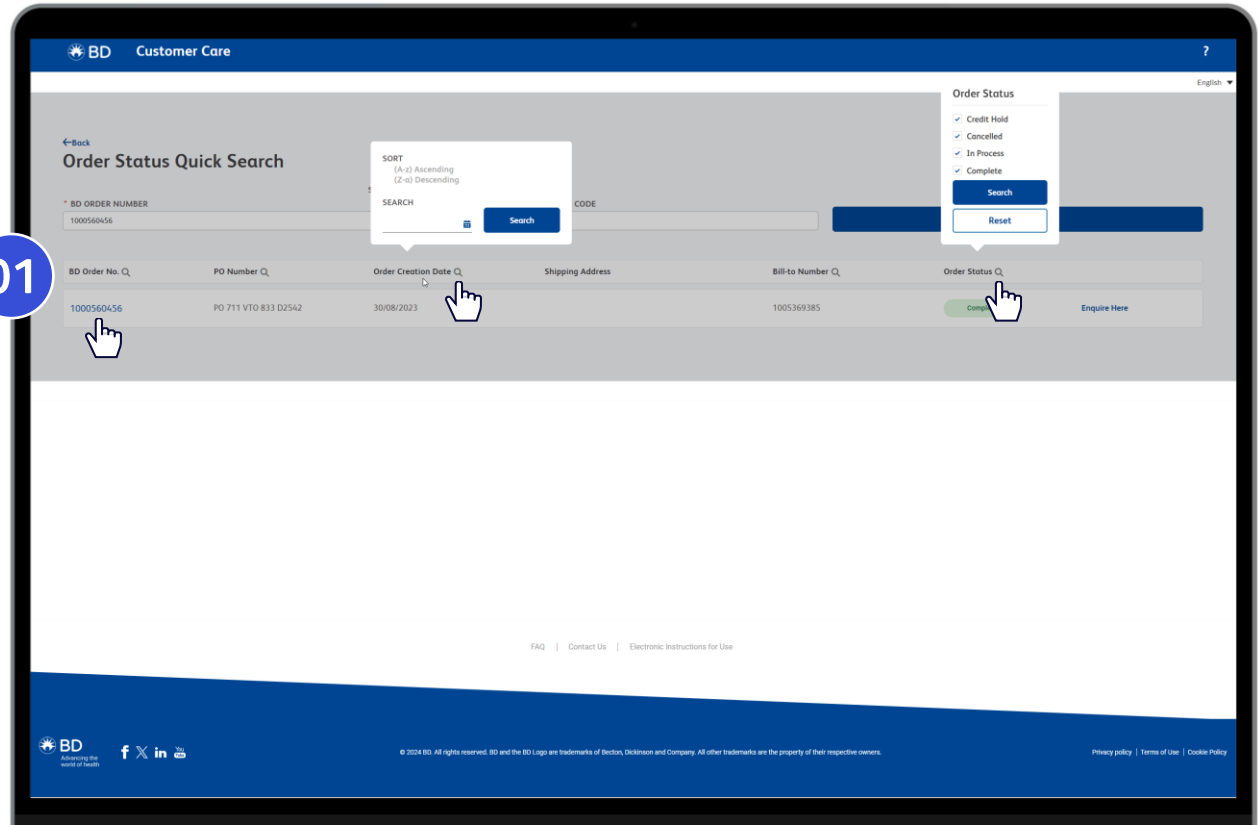 BD Customer Care ?
English
←Back
Order Status Quick Search
* BD ORDER NUMBER
1000560456
CODE
SORT
(A-z) Ascending
(Z-a) Descending
SEARCH
Search
Order Status
Credit Hold
Cancelled
In Process
Complete
Search
Reset
01
BD Order No. PO Number Order Creation Date Shipping Address Bill-to Number Order Status
1000560456 PO 711 VTO 833 D2542 30/08/2023 1005369385 Enquire Here
FAQ | Contact Us | Electronic Instructions for Use
BD
Advancing the
world of health
f X in You Tube
© 2024 BD. All rights reserved. BD and the BD Logo are trademarks of Becton, Dickinson and Company. All other trademarks are the property of their respective owners.
Privacy policy | Terms of Use | Cookie Policy